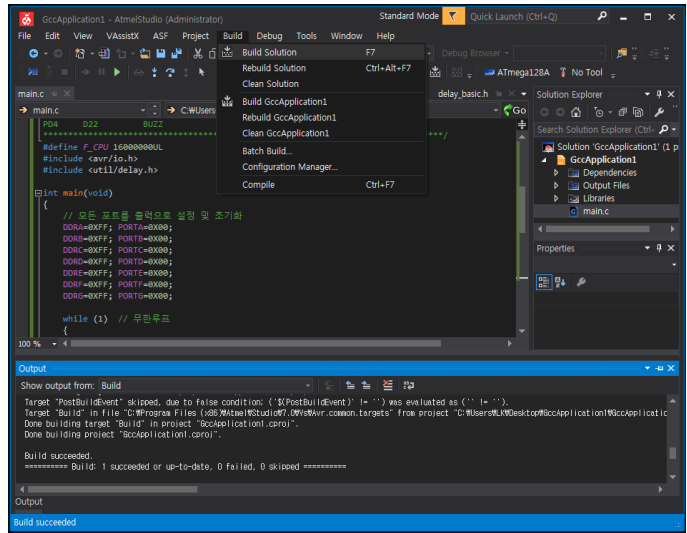 GccApplication1 - AtmelStudio (Administrator)
Standard Mode
Quick Launch (Ctrl+Q)
File Edit View VAssistX ASF Project Build Debug Tools Window Help
Build Solution F7
Rebuild Solution Ctrl+Alt+F7
Clean Solution
Build GccApplication1
Rebuild GccApplication1
Clean GccApplication1
Batch Build...
Configuration Manager...
Compile Ctrl+F7
Debug Browser
ATmega128A No Tool
main.c
delay_basic.h
main.c
C:₩Users
Go
PD4 D22 BUZZ
#define F_CPU 16000000UL
#include <avr/io.h>
#include <util/delay.h>
int main(void)
{
// 모든 포트를 출력으로 설정 및 초기화
DDRA=0XFF; PORTA=0X00;
DDRB=0XFF; PORTB=0X00;
DDRC=0XFF; PORTC=0X00;
DDRD=0XFF; PORTD=0X00;
DDRE=0XFF; PORTE=0X00;
DDRF=0XFF; PORTF=0X00;
DDRG=0XFF; PORTG=0X00;
while (1) // 무한루프
{
100 %
Solution Explorer
Search Solution Explorer (Ctrl+
Solution 'GccApplication1' (1 p
GccApplication1
Dependencies
Output Files
Libraries
main.c
Properties
Output
Show output from: Build
Target "PostBuildEvent" skipped, due to false condition; ('$(PostBuildEvent)' != '') was evaluated as ('' != '').
Target "Build" in file "C:₩Program Files (x86)₩Atmel₩Studio₩7.0₩Vs₩Avr.common.targets" from project "C:₩Users₩LK₩Desktop₩GccApplication1₩GccApplicatic
Done building target "Build" in project "GccApplication1.cproj".
Done building project "GccApplication1.cproj".
Build succeeded.
========== Build: 1 succeeded or up-to-date, 0 failed, 0 skipped ==========
Output
Build succeeded